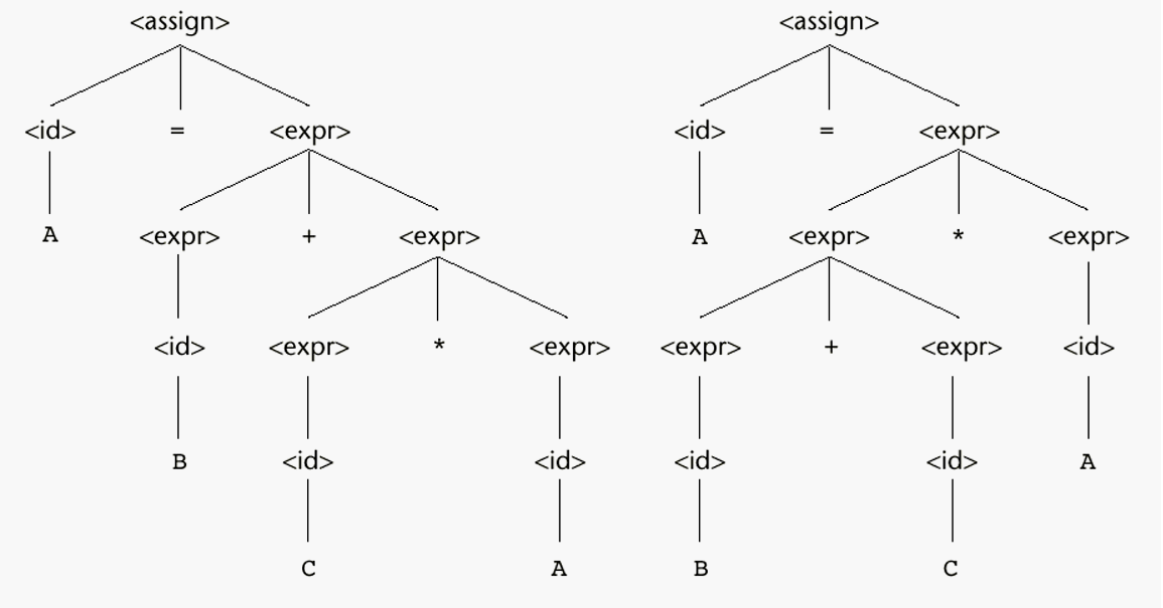 <assign> <assign>
<id> = <expr> <id> = <expr>
A <expr> + <expr> A <expr> * <expr>
<id> <expr> * <expr> <expr> + <expr> <id>
B <id> <id> <id> <id> A
C A B C